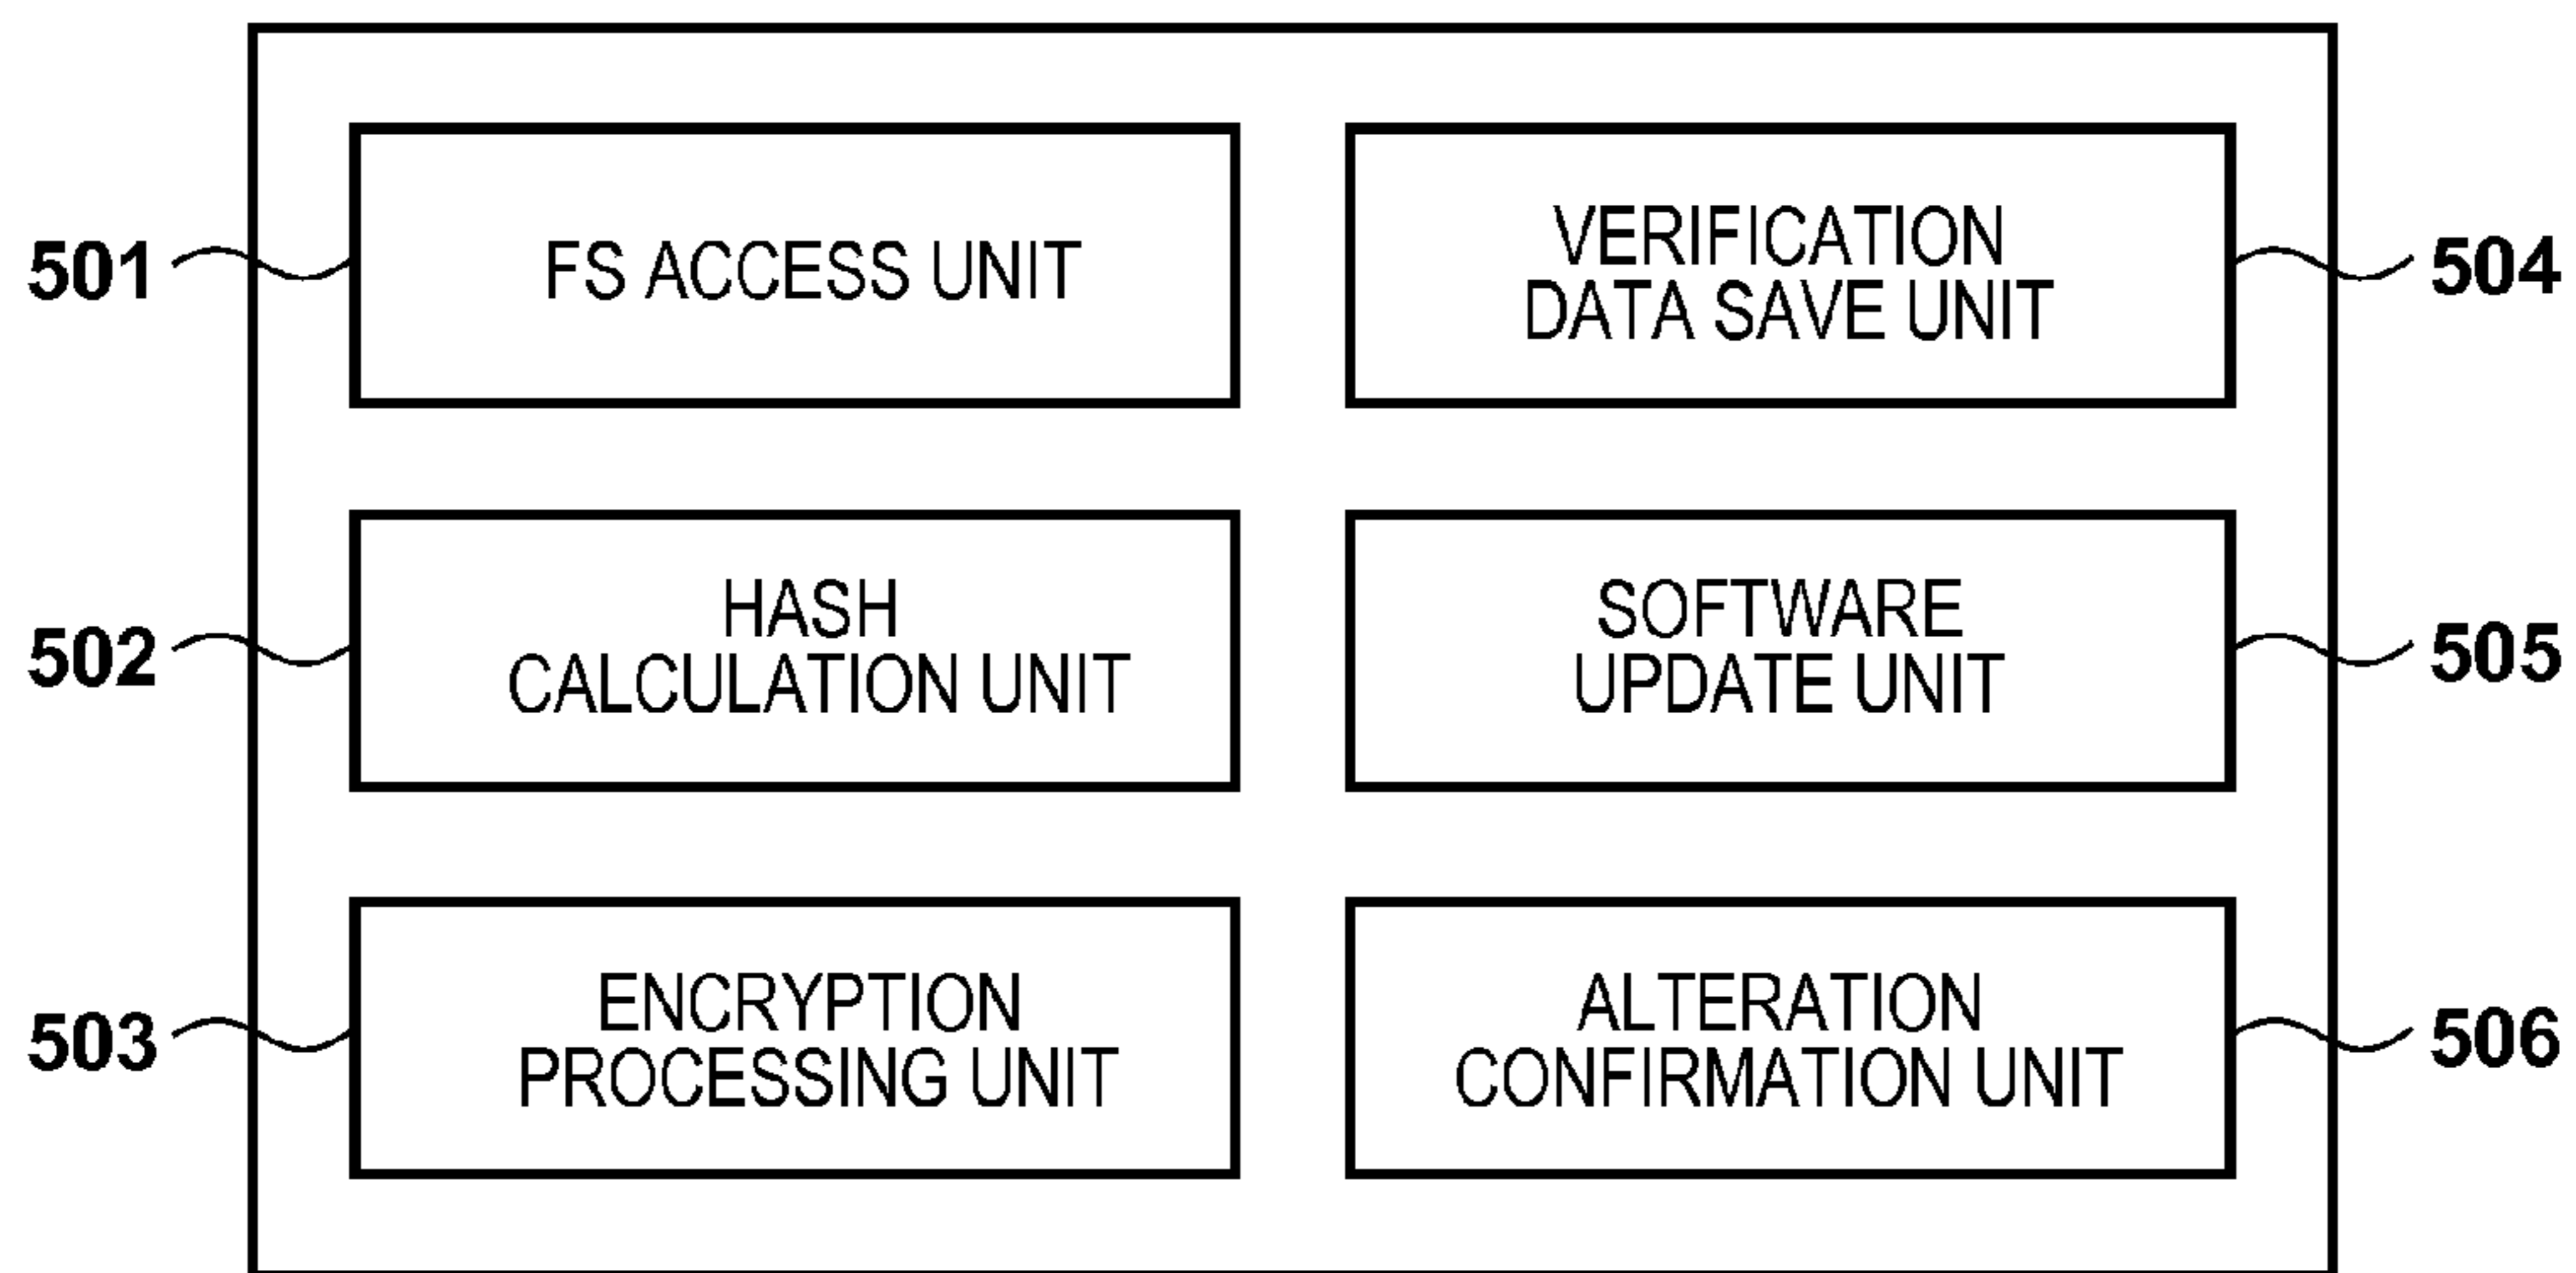 501
FS ACCESS UNIT
VERIFICATION
DATA SAVE UNIT
504
502
HASH
CALCULATION UNIT
SOFTWARE
UPDATE UNIT
505
503
ENCRYPTION
PROCESSING UNIT
ALTERATION
CONFIRMATION UNIT
506